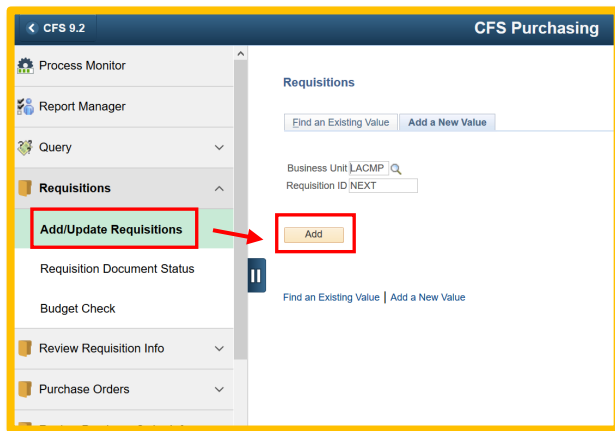 CFS 9.2
CFS Purchasing
Process Monitor
Report Manager
Query
Requisitions
Add/Update Requisitions
Requisition Document Status
Budget Check
Review Requisition Info
Purchase Orders
Requisitions
Find an Existing Value
Add a New Value
Business Unit LACMP
Requisition ID NEXT
Add
Find an Existing Value | Add a New Value